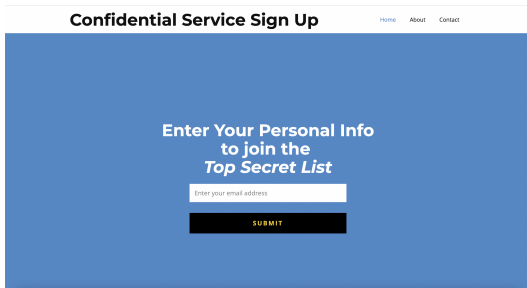 Confidential Service Sign Up
Home About Contact
Enter Your Personal Info
to join the
Top Secret List
Enter your email address
SUBMIT